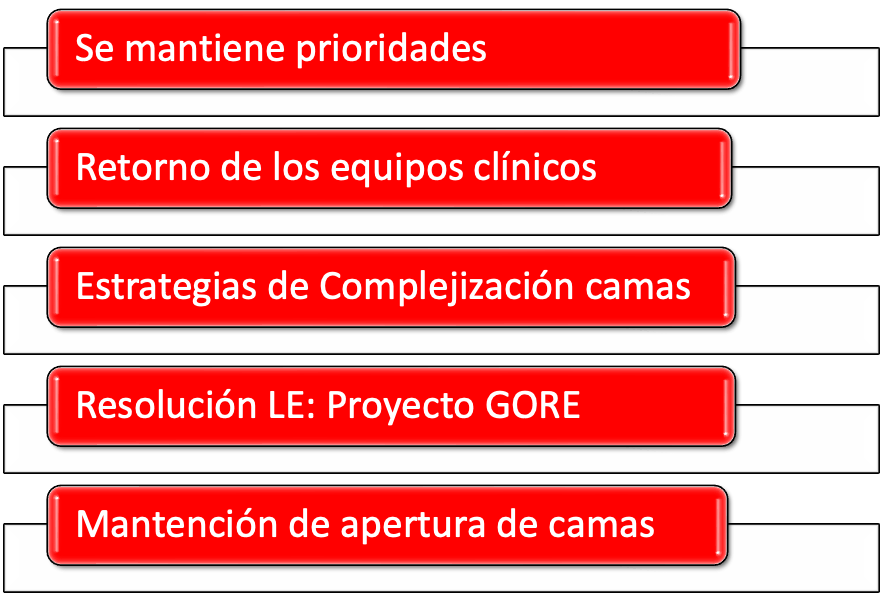 Se mantiene prioridades
Retorno de los equipos clínicos
Estrategias de Complejización camas
Resolución LE: Proyecto GORE
Mantención de apertura de camas